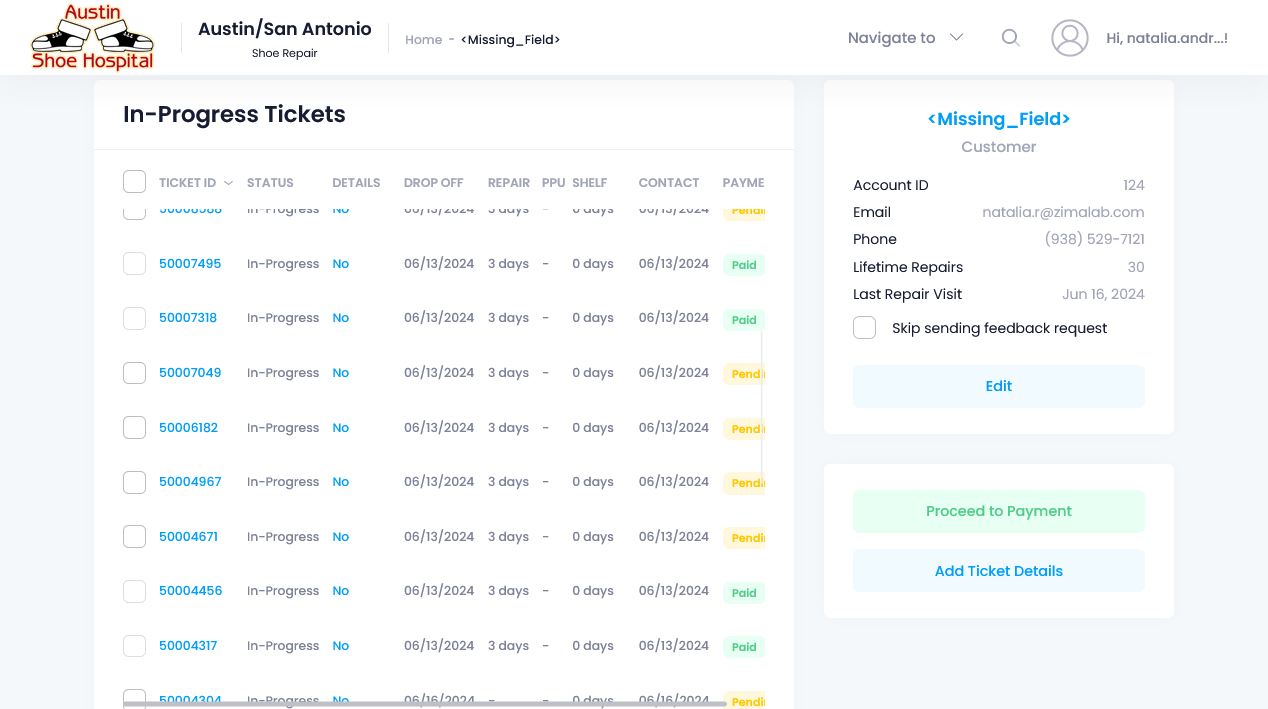 Austin
Shoe Hospital
Austin/San Antonio
Shoe Repair
Home - <Missing_Field>
Navigate to
Hi, natalia.andr...!
In-Progress Tickets
TICKET ID STATUS DETAILS DROP OFF REPAIR PPU SHELF CONTACT PAYME
50008588 In-Progress No 06/13/2024 3 days - 0 days 06/13/2024 Pendi
50007495 In-Progress No 06/13/2024 3 days - 0 days 06/13/2024 Paid
50007318 In-Progress No 06/13/2024 3 days - 0 days 06/13/2024 Paid
50007049 In-Progress No 06/13/2024 3 days - 0 days 06/13/2024 Pendi
50006182 In-Progress No 06/13/2024 3 days - 0 days 06/13/2024 Pendi
50004967 In-Progress No 06/13/2024 3 days - 0 days 06/13/2024 Pendi
50004671 In-Progress No 06/13/2024 3 days - 0 days 06/13/2024 Pendi
50004456 In-Progress No 06/13/2024 3 days - 0 days 06/13/2024 Paid
50004317 In-Progress No 06/13/2024 3 days - 0 days 06/13/2024 Paid
50004304 In-Progress No 06/16/2024 - - 0 days 06/16/2024 Pendi
<Missing_Field>
Customer
Account ID 124
Email natalia.r@zimalab.com
Phone (938) 529-7121
Lifetime Repairs 30
Last Repair Visit Jun 16, 2024
Skip sending feedback request
Edit
Proceed to Payment
Add Ticket Details